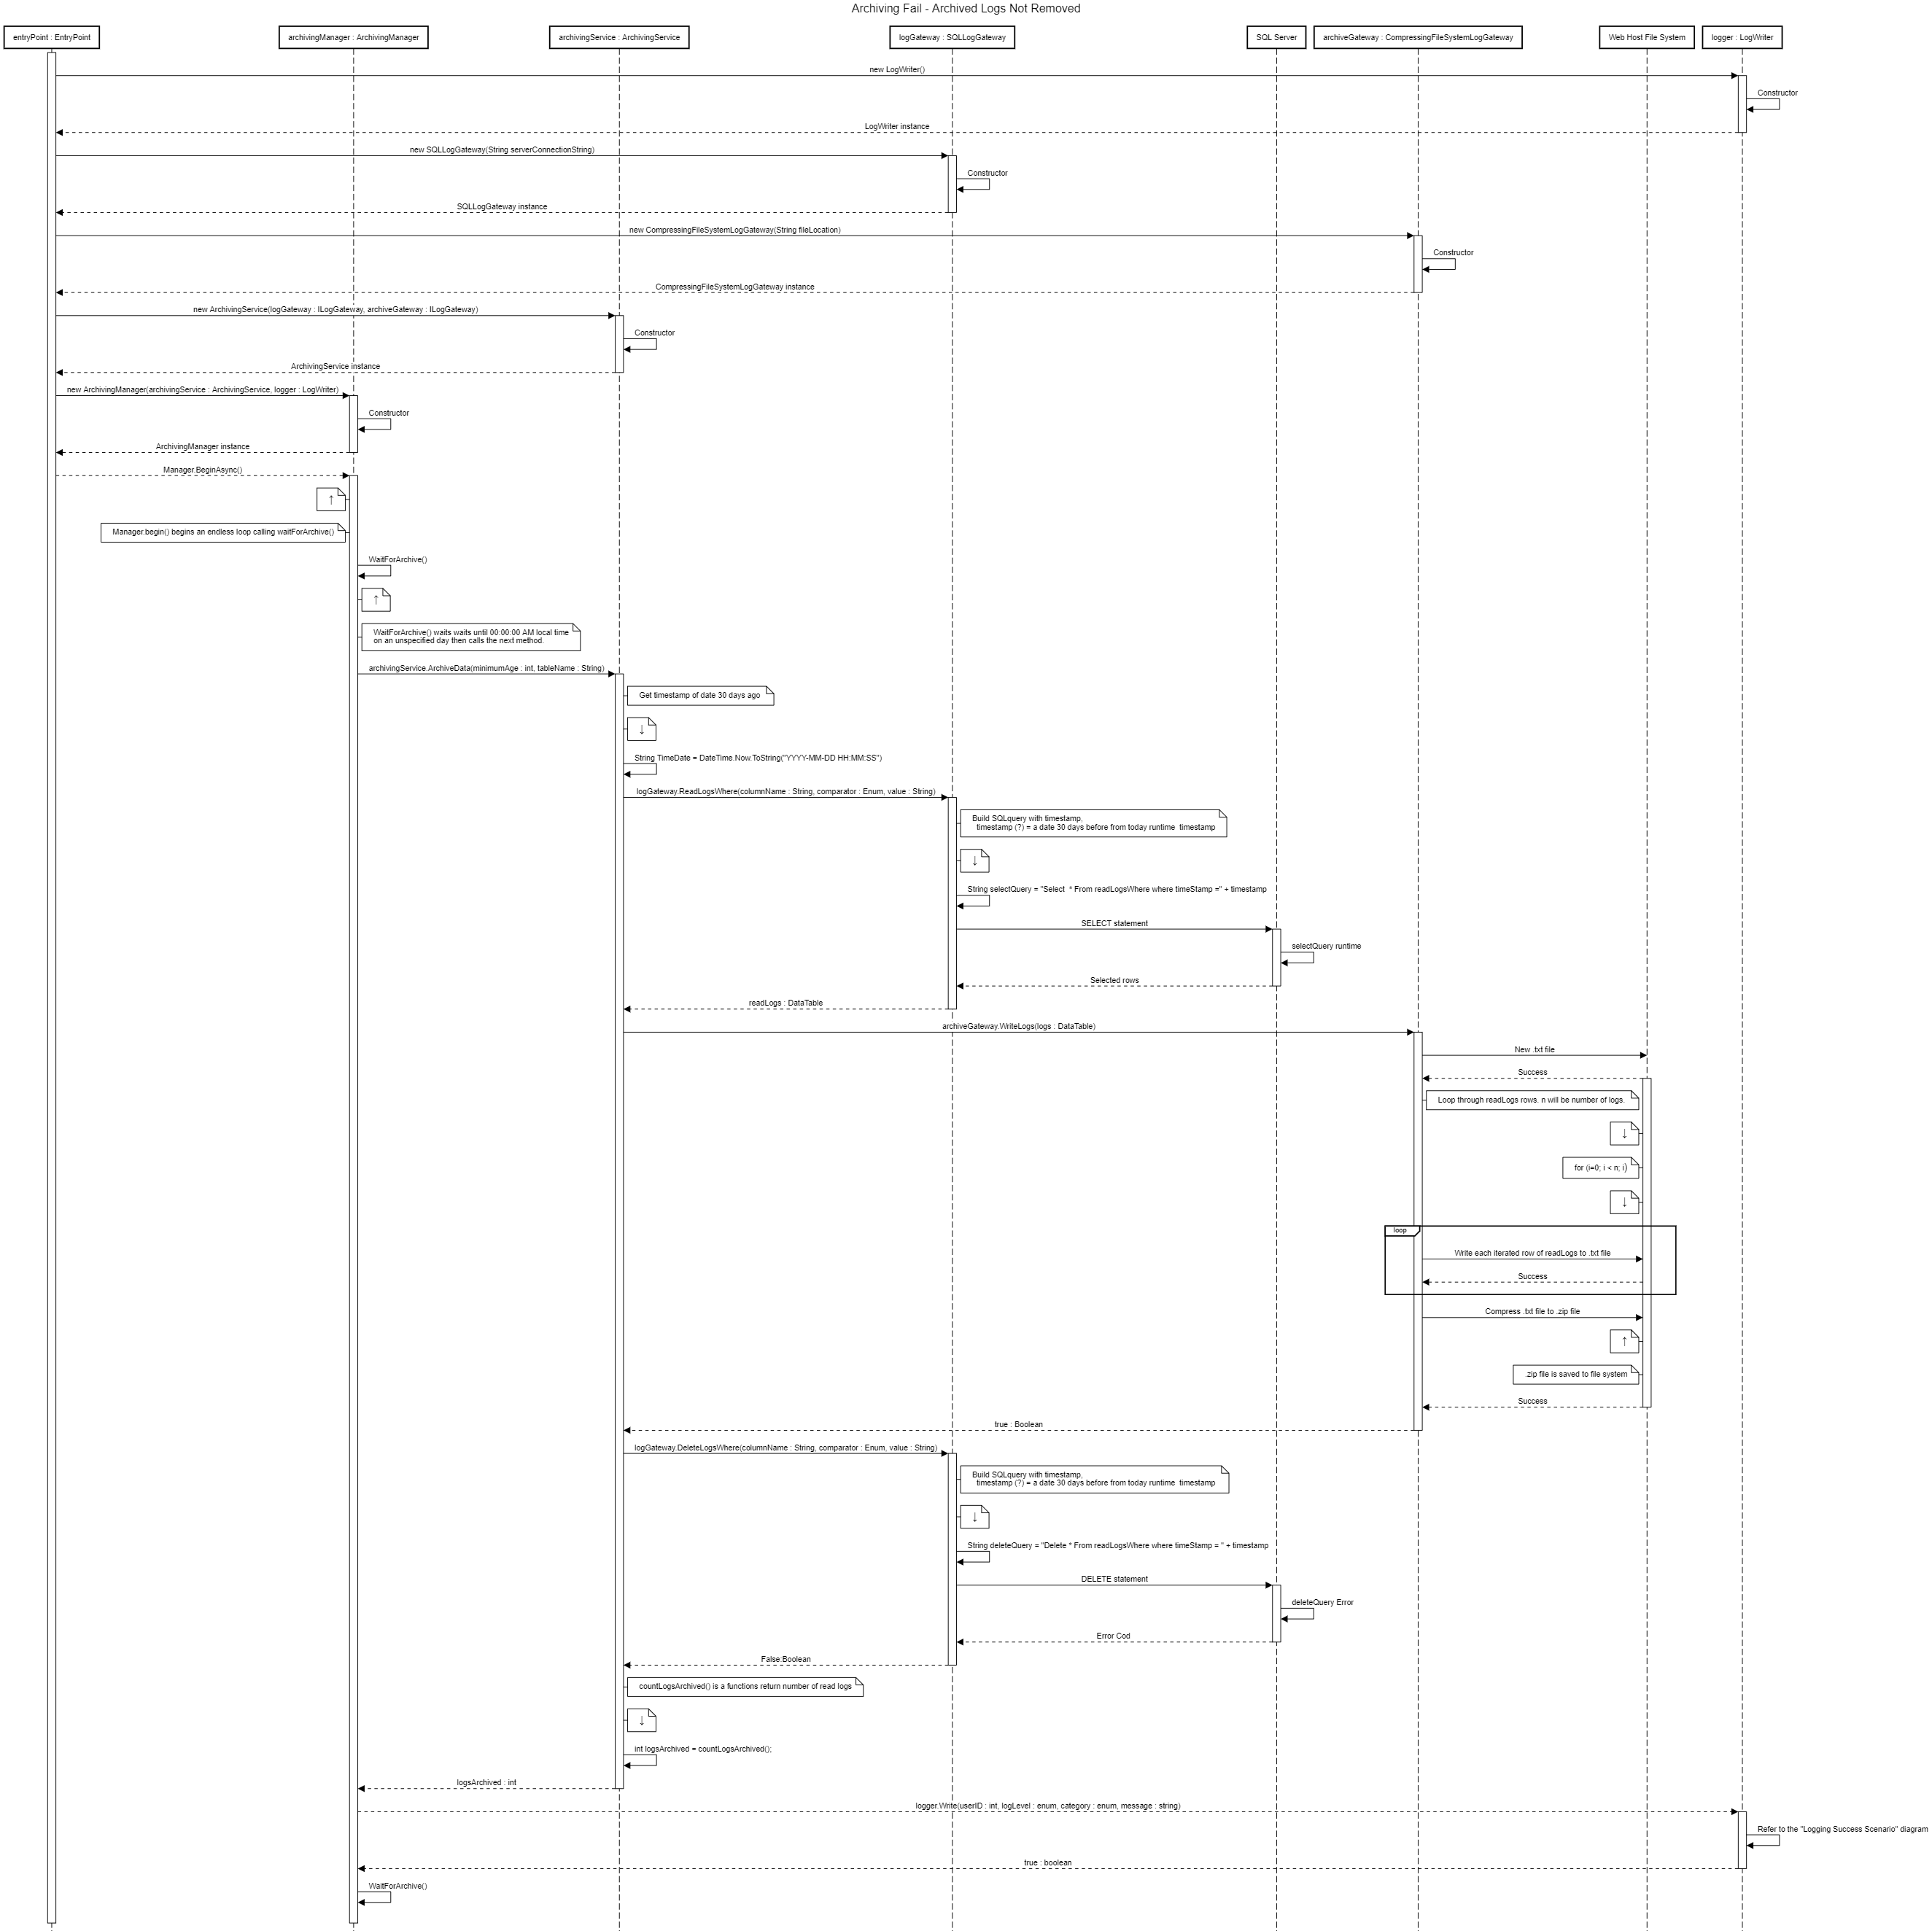 Archiving Fail - Archived Logs Not Removed
entryPoint : EntryPoint
archivingManager : ArchivingManager
archivingService : ArchivingService
logGateway : SQLLogGateway
SQL Server
archiveGateway : CompressingFileSystemLogGateway
Web Host File System
logger : LogWriter
new LogWriter()
Constructor
LogWriter instance
new SQLLogGateway(String serverConnectionString)
Constructor
SQLLogGateway instance
new CompressingFileSystemLogGateway(String fileLocation)
Constructor
CompressingFileSystemLogGateway instance
new ArchivingService(logGateway : ILogGateway, archiveGateway : ILogGateway)
Constructor
ArchivingService instance
new ArchivingManager(archivingService : ArchivingService, logger : LogWriter)
Constructor
ArchivingManager instance
Manager.BeginAsync()
↑
Manager.begin() begins an endless loop calling waitForArchive()
WaitForArchive()
↑
WaitForArchive() waits waits until 00:00:00 AM local time
on an unspecified day then calls the next method.
archivingService.ArchiveData(minimumAge : int, tableName : String)
Get timestamp of date 30 days ago
↓
String TimeDate = DateTime.Now.ToString("YYYY-MM-DD HH:MM:SS")
logGateway.ReadLogsWhere(columnName : String, comparator : Enum, value : String)
Build SQLquery with timestamp,
timestamp (?) = a date 30 days before from today runtime  timestamp
↓
String selectQuery = "Select  * From readLogsWhere where timeStamp =" + timestamp
SELECT statement
selectQuery runtime
Selected rows
readLogs : DataTable
archiveGateway.WriteLogs(logs : DataTable)
New .txt file
Success
Loop through readLogs rows. n will be number of logs.
↓
for (i=0; i < n; i)
↓
loop
Write each iterated row of readLogs to .txt file
Success
Compress .txt file to .zip file
↑
.zip file is saved to file system
Success
true : Boolean
logGateway.DeleteLogsWhere(columnName : String, comparator : Enum, value : String)
Build SQLquery with timestamp,
timestamp (?) = a date 30 days before from today runtime  timestamp
↓
String deleteQuery = "Delete * From readLogsWhere where timeStamp = " + timestamp
DELETE statement
deleteQuery Error
Error Cod
False:Boolean
countLogsArchived() is a functions return number of read logs
↓
int logsArchived = countLogsArchived();
logsArchived : int
logger.Write(userID : int, logLevel : enum, category : enum, message : string)
Refer to the "Logging Success Scenario" diagram
true : boolean
WaitForArchive()